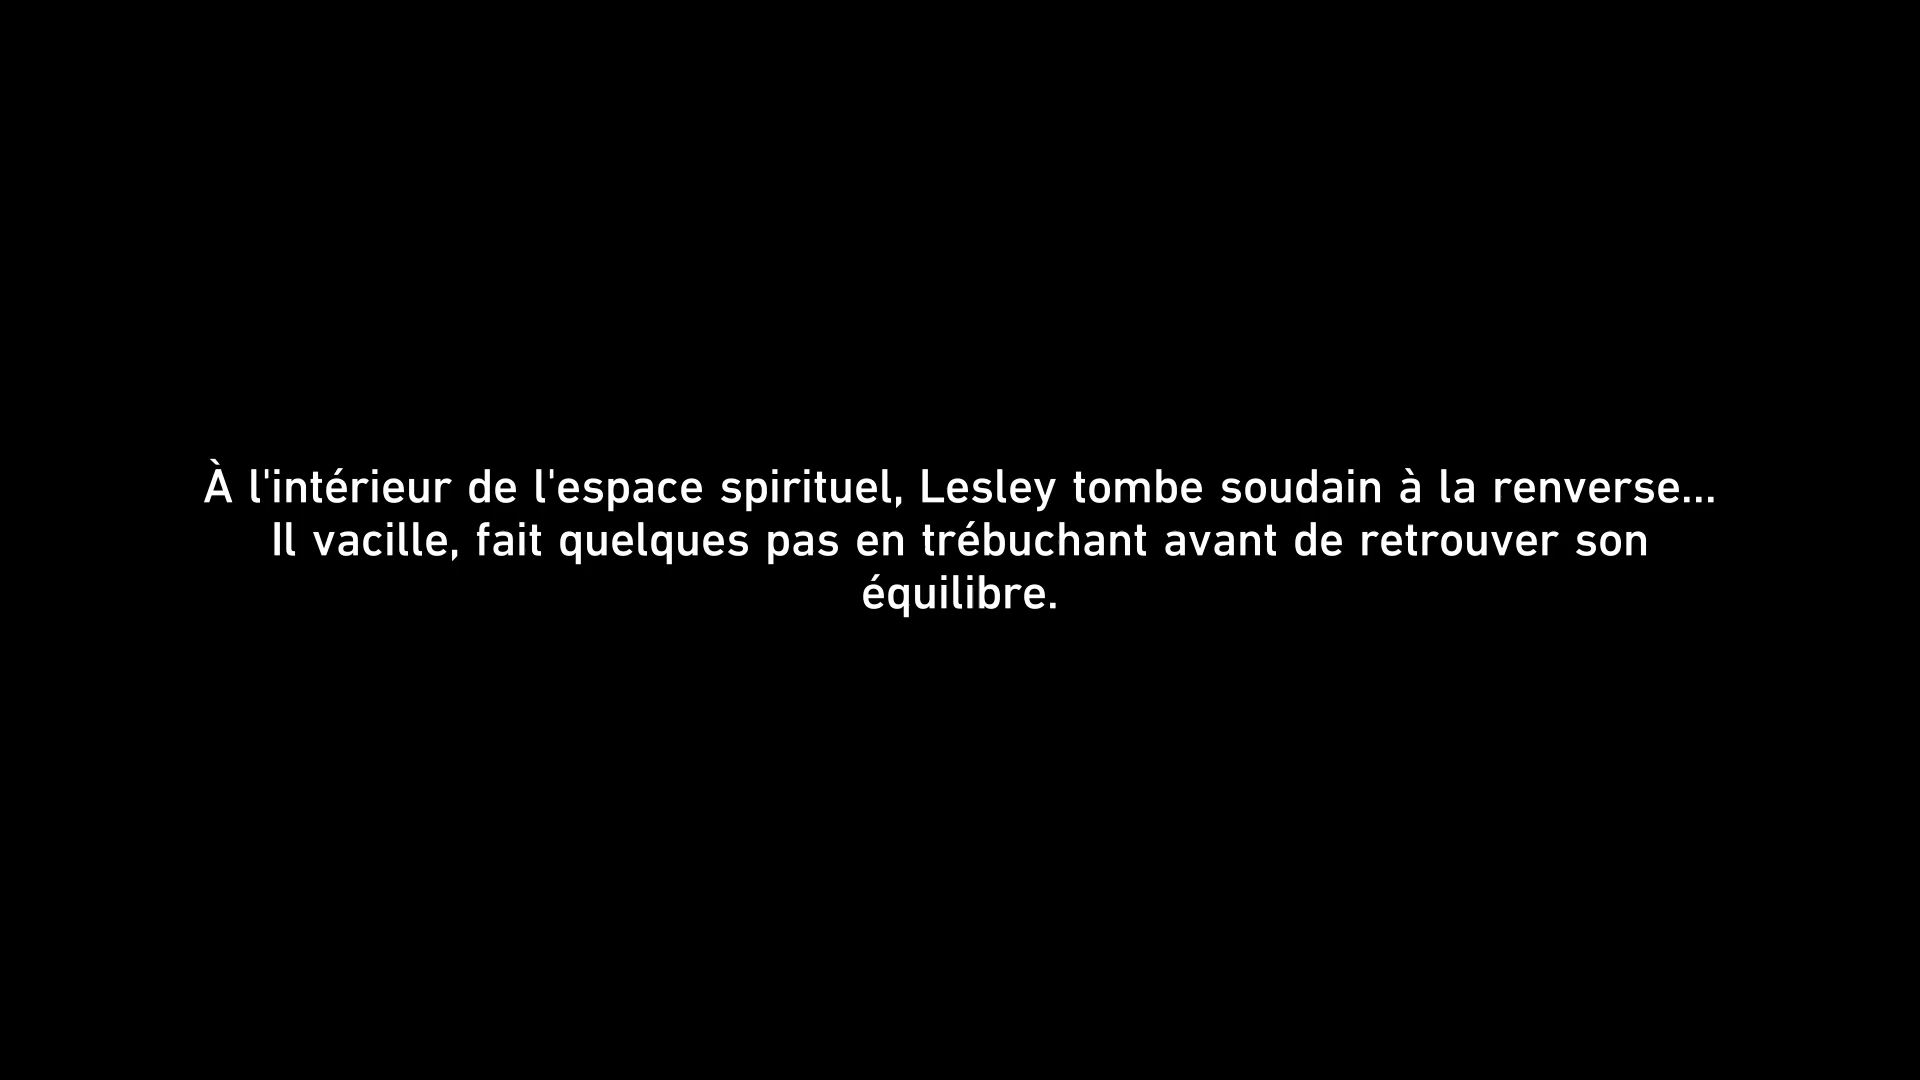 À l'intérieur de l'espace spirituel, Lesley tombe soudain à la renverse...
Il vacille, fait quelques pas en trébuchant avant de retrouver son
équilibre.